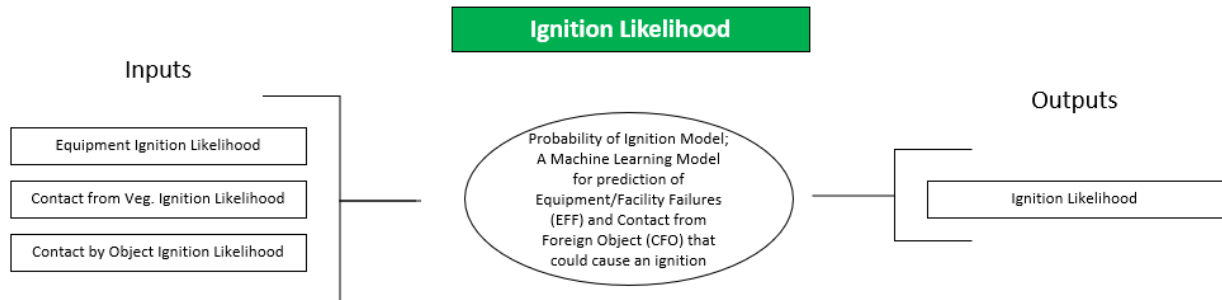 Ignition Likelihood
Inputs
Equipment Ignition Likelihood
Contact from Veg. Ignition Likelihood
Contact by Object Ignition Likelihood
Probability of Ignition Model;
A Machine Learning Model
for prediction of
Equipment/Facility Failures
(EFF) and Contact from
Foreign Object (CFO) that
could cause an ignition
Outputs
Ignition Likelihood